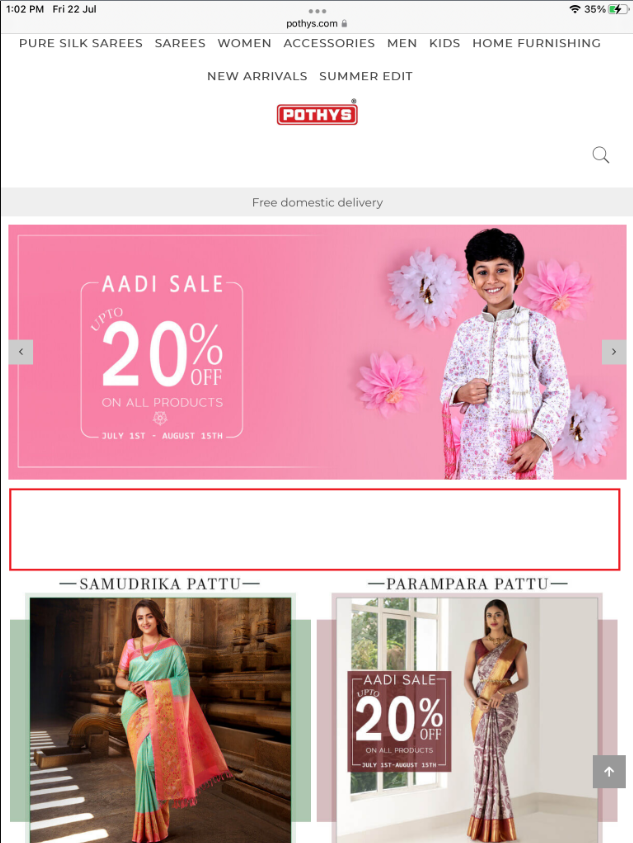 1:02 PM Fri 22 Jul
35%
pothys.com
PURE SILK SAREES SAREES WOMEN ACCESSORIES MEN KIDS HOME FURNISHING
NEW ARRIVALS SUMMER EDIT
POTHYS®
Free domestic delivery
AADI SALE
UPTO
20% OFF
ON ALL PRODUCTS
JULY 1ST - AUGUST 15TH
SAMUDRIKA PATTU
PARAMPARA PATTU
AADI SALE
UPTO
20% OFF
ON ALL PRODUCTS
JULY 1ST-AUGUST 15TH